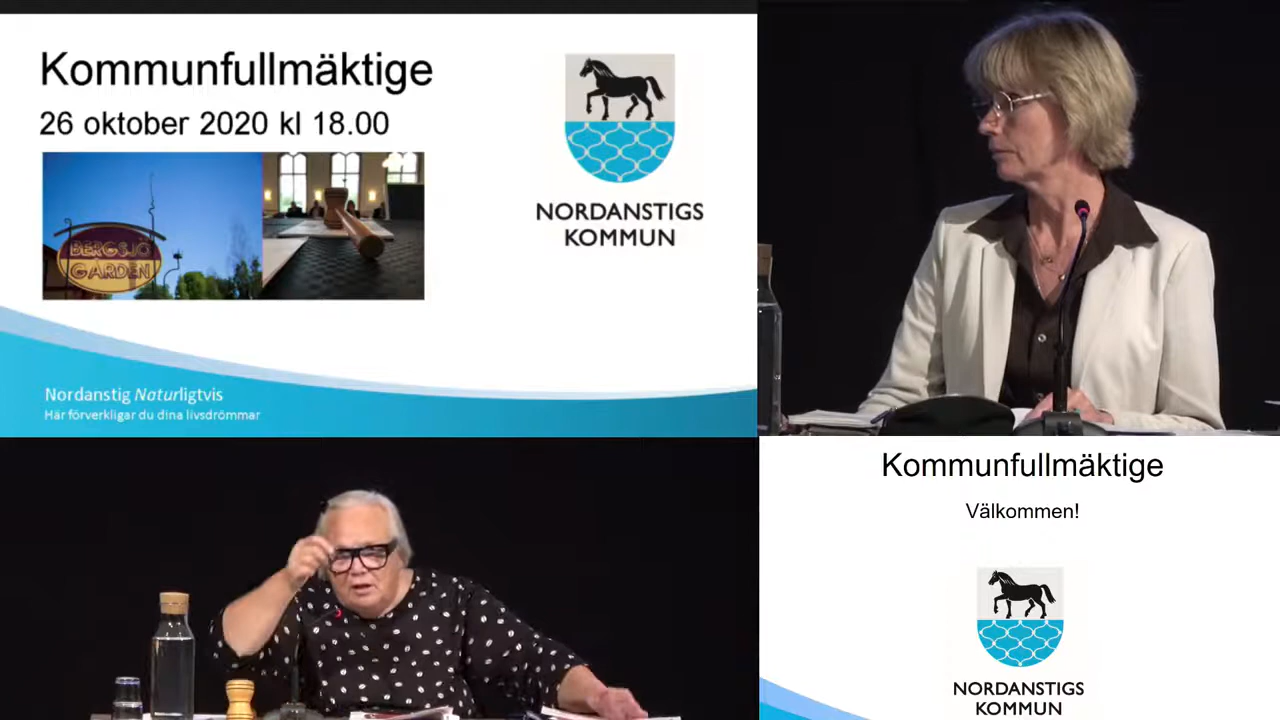 Kommunfullmäktige
26 oktober 2020 kl 18.00
BERGSJÖ
GÅRDEN
NORDANSTIGS
KOMMUN
Nordanstig Naturligtvis
Här förverkligar du dina livsdrömmar
Kommunfullmäktige
Välkommen!
NORDANSTIGS
KOMMUN